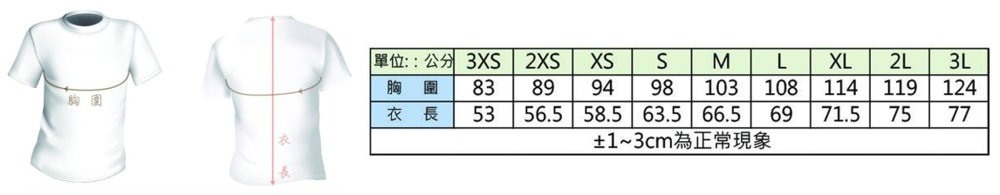 胸 圍
衣
長
單位:：公分 3XS 2XS XS S M L XL 2L 3L
胸 圍 83 89 94 98 103 108 114 119 124
衣 長 53 56.5 58.5 63.5 66.5 69 71.5 75 77
±1~3cm為正常現象